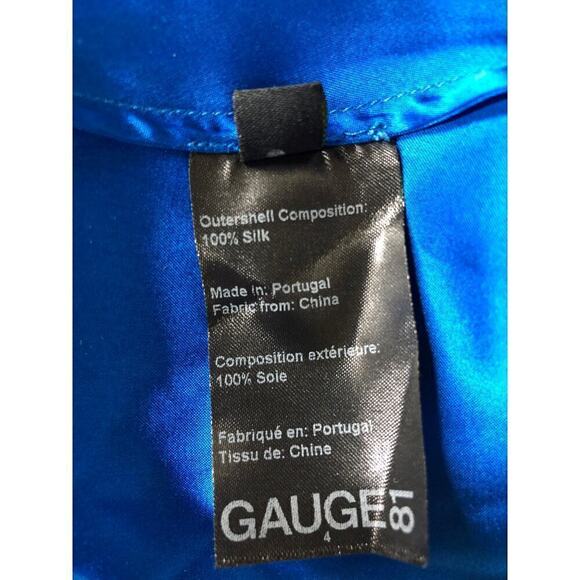 Outershell Composition:
100% Silk
Made in: Portugal
Fabric from: China
Composition extérieure:
100% Soie
Fabriqué en: Portugal
Tissu de: Chine
GAUGE81
4